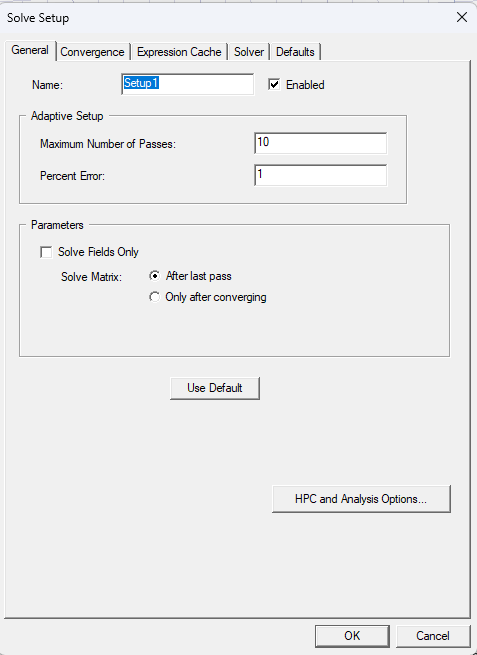 Solve Setup
General Convergence Expression Cache Solver Defaults
Name: Setup1 Enabled
Adaptive Setup
Maximum Number of Passes: 10
Percent Error: 1
Parameters
Solve Fields Only
Solve Matrix: After last pass
Only after converging
Use Default
HPC and Analysis Options...
OK Cancel